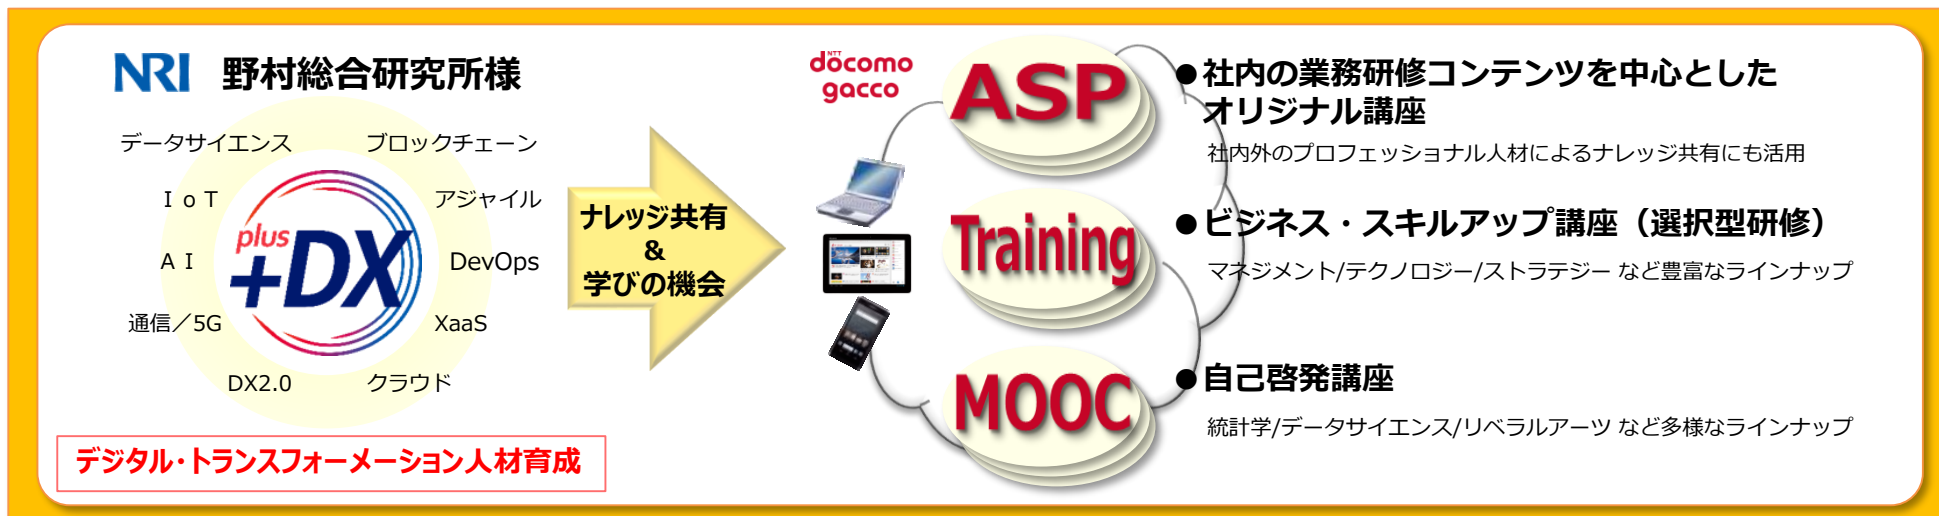 NRI 野村総合研究所様
データサイエンス
ブロックチェーン
ＩｏＴ
アジャイル
ＡＩ
DevOps
通信／5G
XaaS
DX2.0
クラウド
plus
+DX
デジタル・トランスフォーメーション人材育成
ナレッジ共有
&
学びの機会
NTT
döcomo
gacco
ASP
●社内の業務研修コンテンツを中心とした
オリジナル講座
社内外のプロフェッショナル人材によるナレッジ共有にも活用
Training
●ビジネス・スキルアップ講座（選択型研修）
マネジメント/テクノロジー/ストラテジー など豊富なラインナップ
MOOC
●自己啓発講座
統計学/データサイエンス/リベラルアーツ など多様なラインナップ